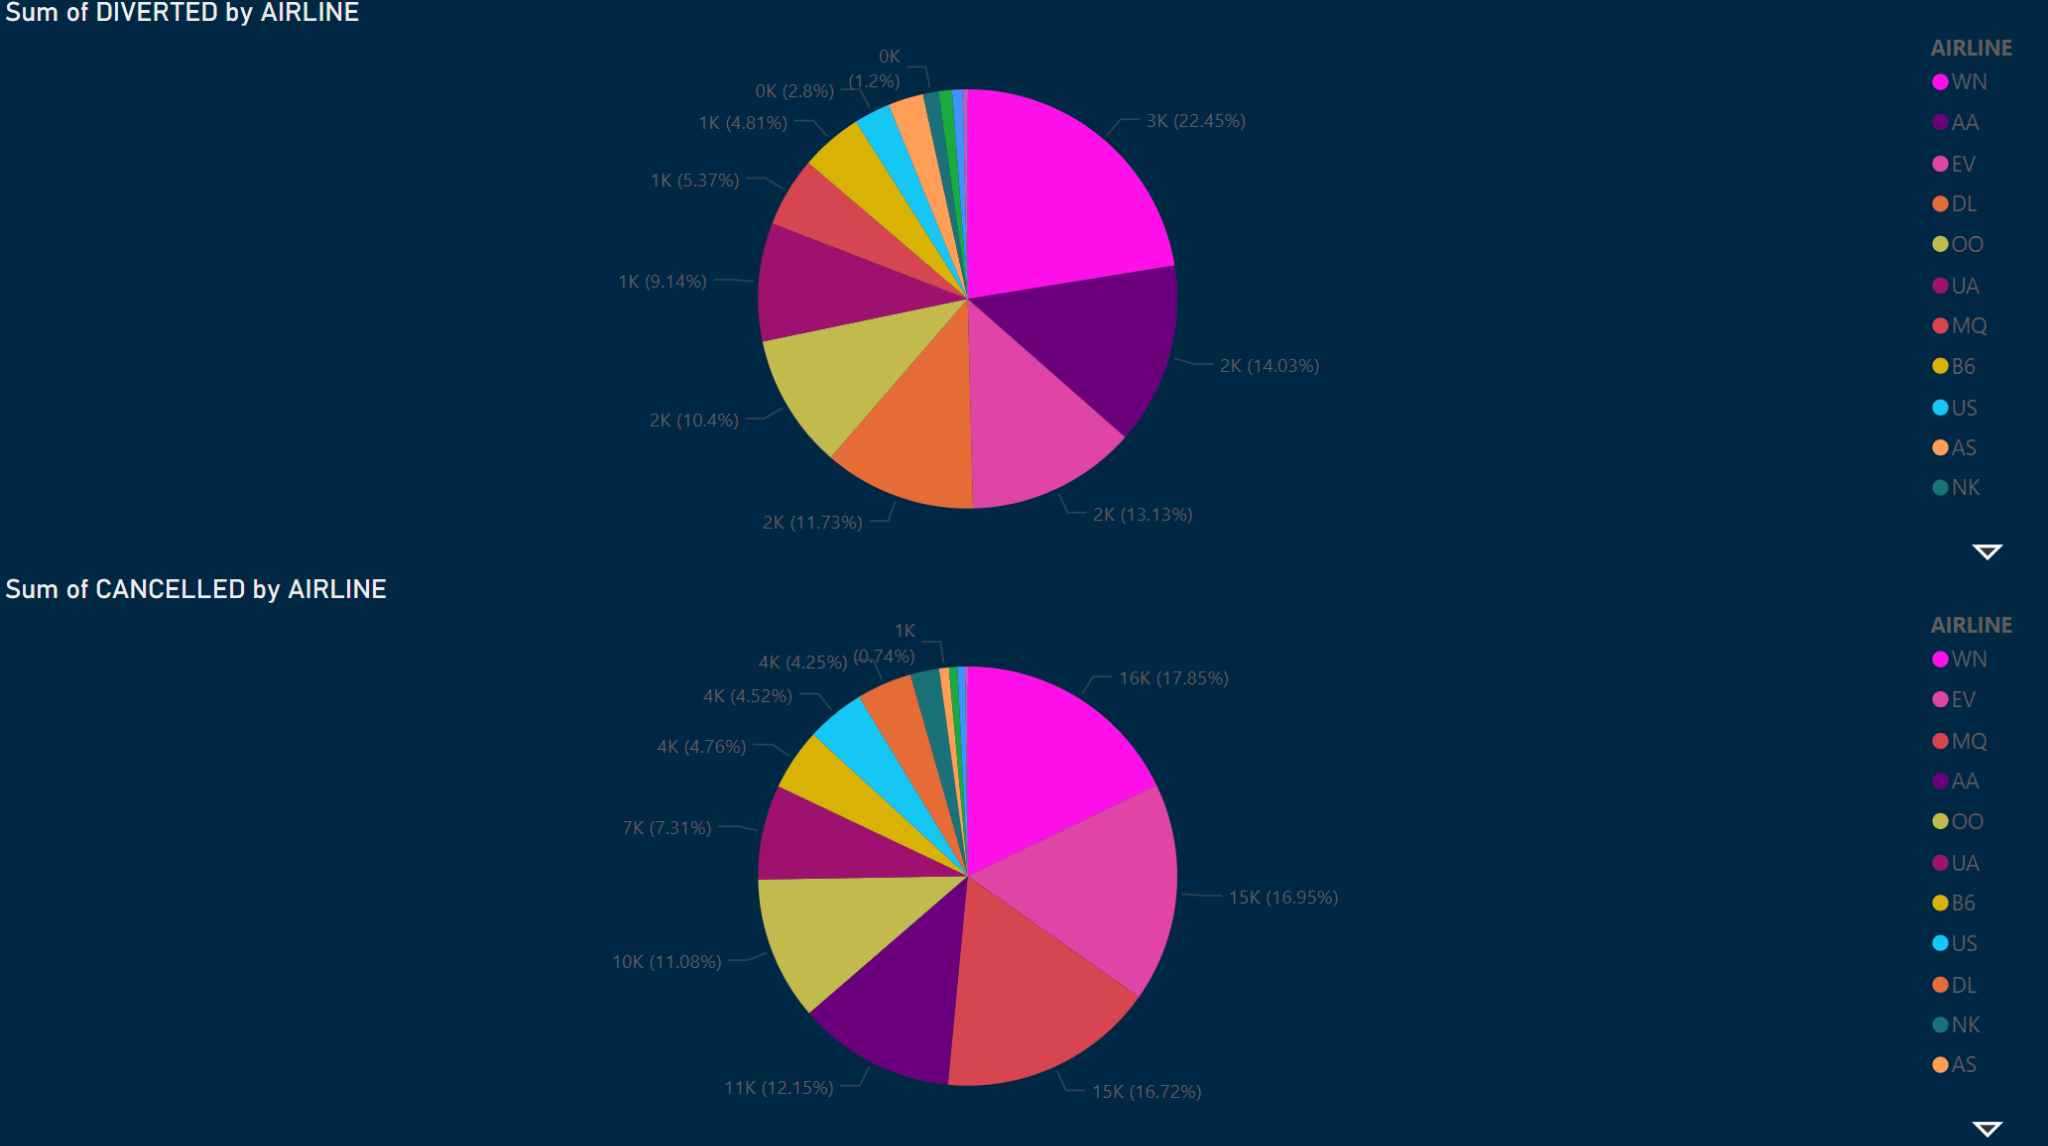 Sum of DIVERTED by AIRLINE
0K
(1.2%)
0K (2.8%)
1K (4.81%)
1K (5.37%)
1K (9.14%)
2K (10.4%)
2K (11.73%)
2K (13.13%)
2K (14.03%)
3K (22.45%)
AIRLINE
WN
AA
EV
DL
OO
UA
MQ
B6
US
AS
NK
Sum of CANCELLED by AIRLINE
1K
(0.74%)
4K (4.25%)
4K (4.52%)
4K (4.76%)
7K (7.31%)
10K (11.08%)
11K (12.15%)
15K (16.72%)
15K (16.95%)
16K (17.85%)
AIRLINE
WN
EV
MQ
AA
OO
UA
B6
US
DL
NK
AS